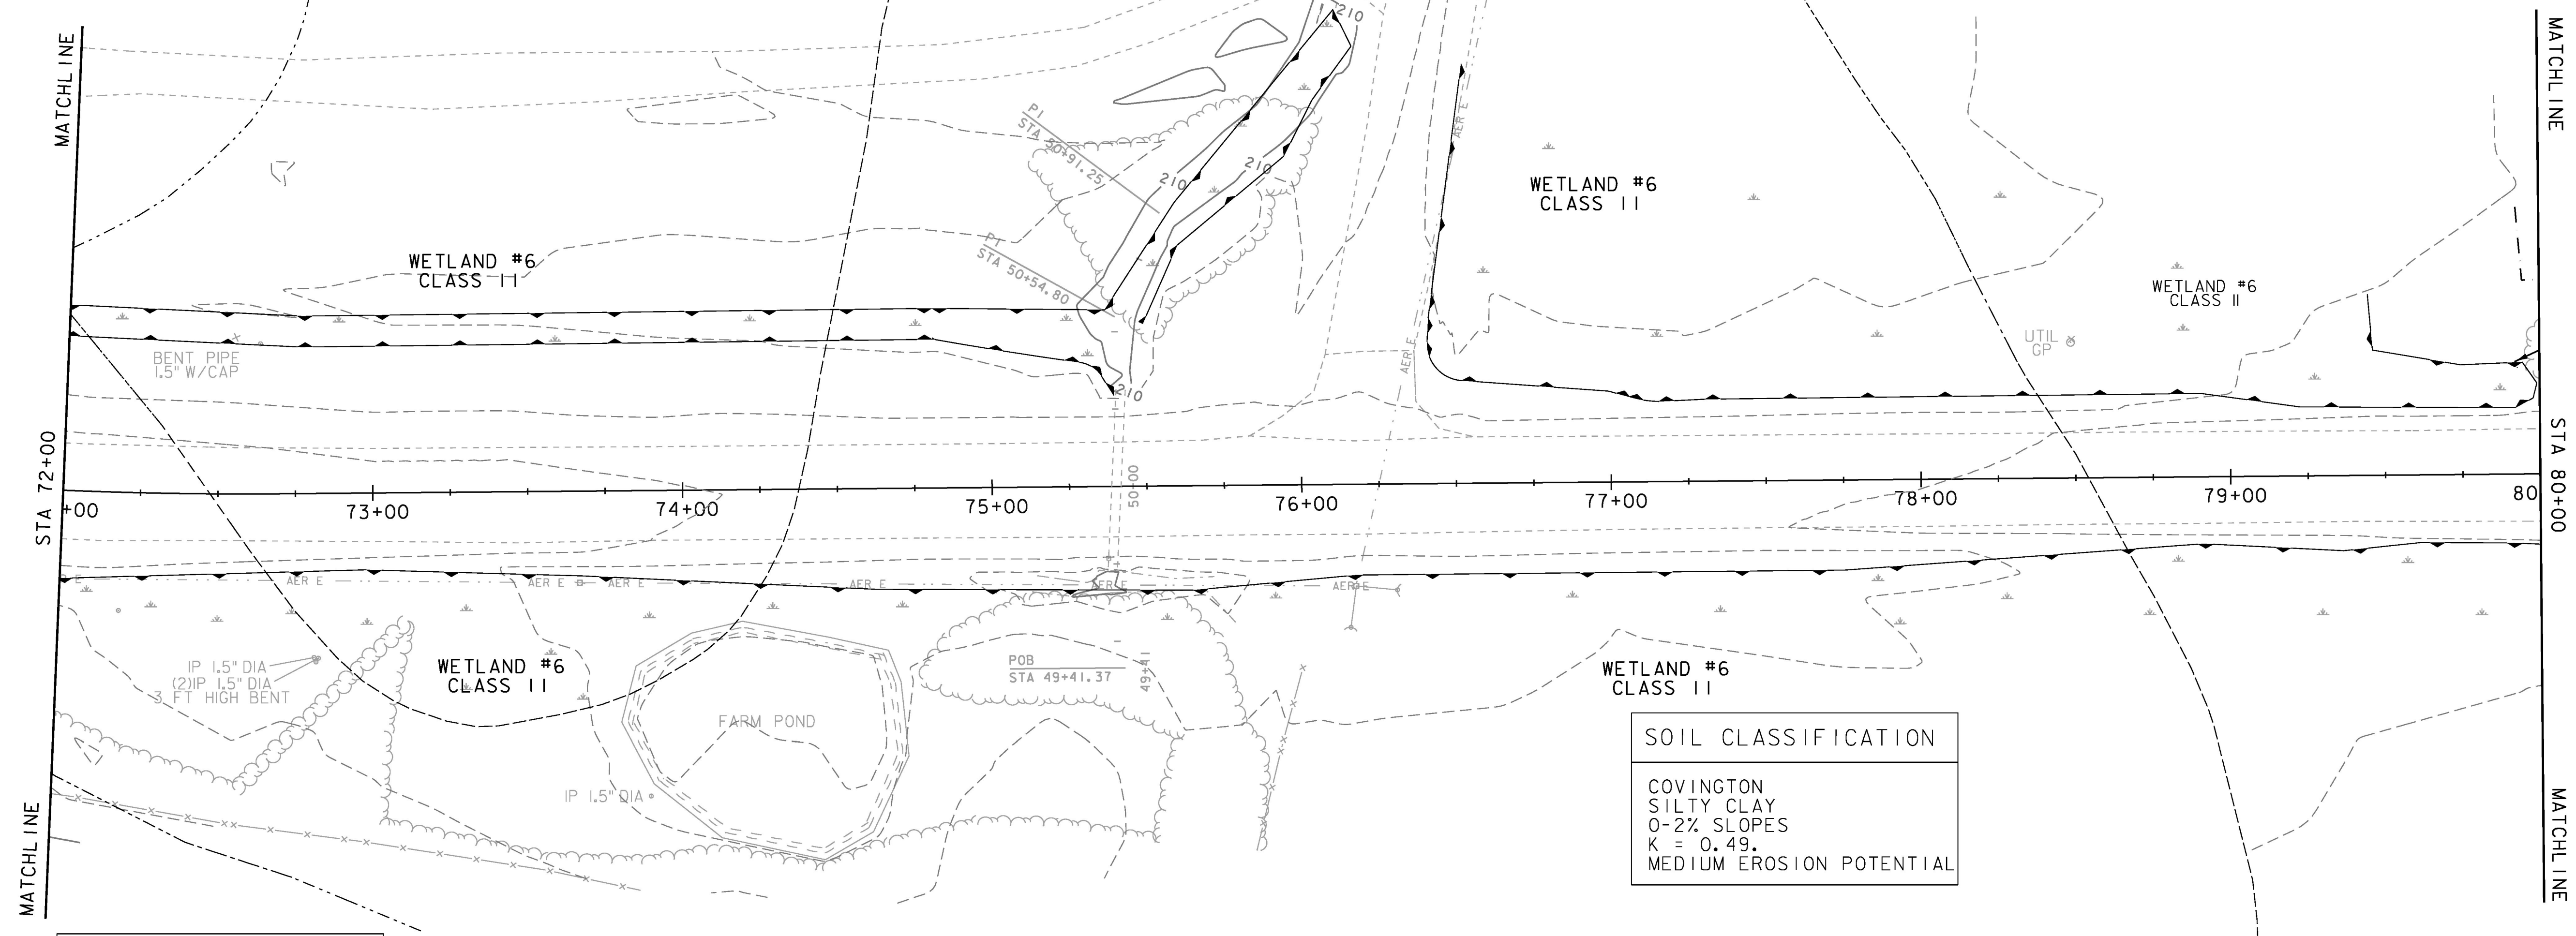 MATCHLINE
MATCHLINE
210
PI
STA 50+91.25
AER E
210
210
WETLAND #6
CLASS II
PI
STA 50+54.80
WETLAND #6
CLASS II
WETLAND #6
CLASS II
BENT PIPE
1.5" W/CAP
UTIL
GP
AER E
210
STA 72+00
STA 80+00
+00
73+00
74+00
75+00
50+00
76+00
77+00
78+00
79+00
80
E
AER E
AER E
AER E
AER E
AER E
AER E
IP 1.5" DIA
(2)IP 1.5" DIA
3 FT HIGH BENT
WETLAND #6
CLASS II
FARM POND
POB
STA 49+41.37
49+41
WETLAND #6
CLASS II
IP 1.5" DIA
SOIL CLASSIFICATION
COVINGTON
SILTY CLAY
0-2% SLOPES
K = 0.49.
MEDIUM EROSION POTENTIAL
MATCHLINE
MATCHLINE